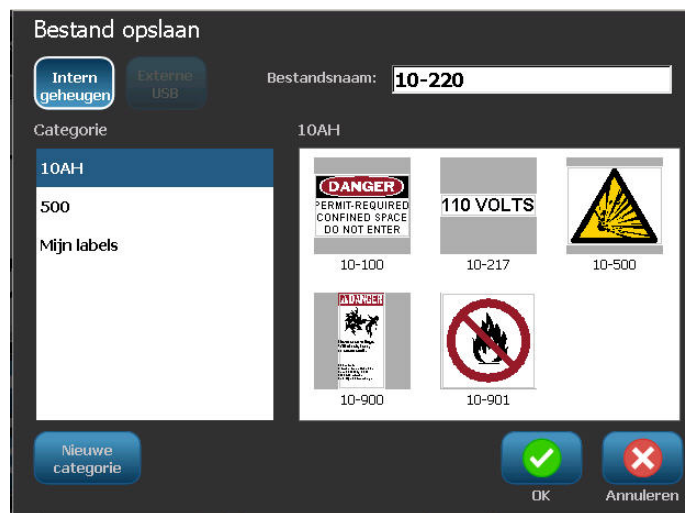 Bestand opslaan
Intern
geheugen
Externe
USB
Bestandsnaam: 10-220
Categorie
10AH
10AH
500
Mijn labels
DANGER
PERMIT-REQUIRED
CONFINED SPACE
DO NOT ENTER
10-100
110 VOLTS
10-217
10-500
DANGER
10-900
10-901
Nieuwe
categorie
OK
Annuleren